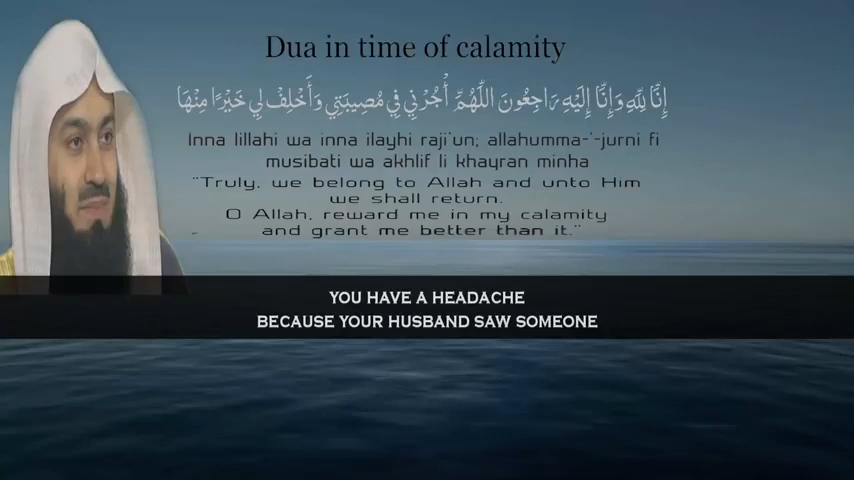 Dua in time of calamity
إِنَّا لِلَّهِ وَإِنَّا إِلَيْهِ رَاجِعُونَ اللَّهُمَّ أْجُرْنِي فِي مُصِيبَتِي وَأَخْلِفْ لِي خَيْرًا مِنْهَا
Inna lillahi wa inna ilayhi raji`un; allahumma-'-jurni fi
musibati wa akhlif li khayran minha
"Truly, we belong to Allah and unto Him
we shall return.
O Allah, reward me in my calamity
and grant me better than it."
YOU HAVE A HEADACHE
BECAUSE YOUR HUSBAND SAW SOMEONE